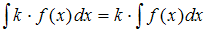 ∫k · f(x)dx = k · ∫f(x)dx